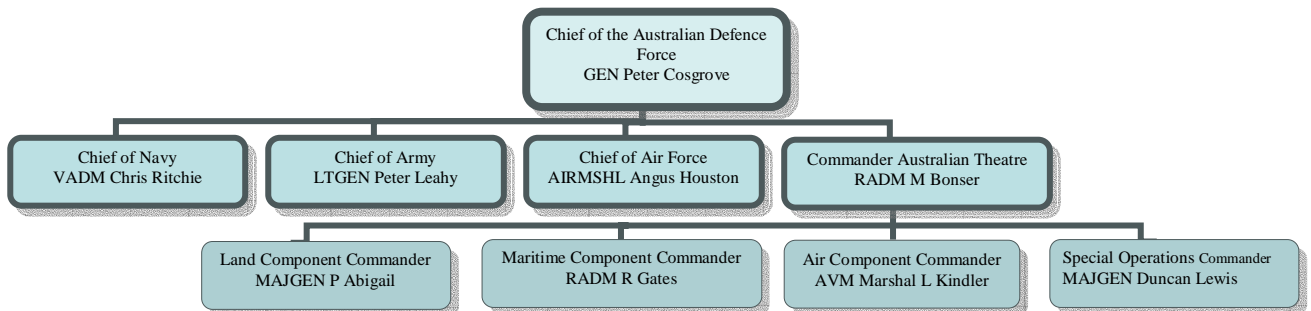 Chief of the Australian Defence
Force
GEN Peter Cosgrove
Chief of Navy
VADM Chris Ritchie
Chief of Army
LTGEN Peter Leahy
Chief of Air Force
AIRMSHL Angus Houston
Commander Australian Theatre
RADM M Bonser
Land Component Commander
MAJGEN P Abigail
Maritime Component Commander
RADM R Gates
Air Component Commander
AVM Marshal L Kindler
Special Operations Commander
MAJGEN Duncan Lewis